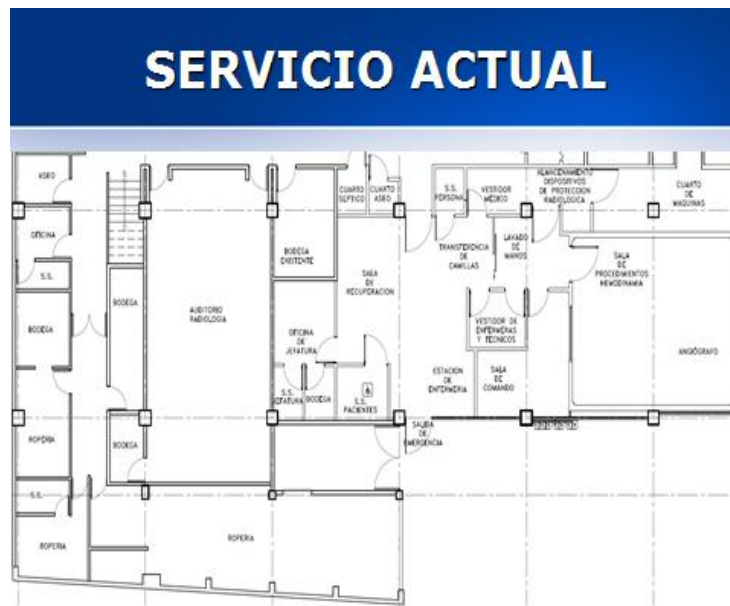 SERVICIO ACTUAL
ASEO
CUARTO
SEPTICO
CUARTO
ASEO
S.S.
PERSONAL
VESTIDOR
MÉDICO
ALMACENAMIENTO
DISPOSITIVOS
DE PROTECCION
RADIOLOGICA
CUARTO
DE
MAQUINAS
OFICINA
S.S.
BODEGA
EXISTENTE
SALA
DE
RECUPERACION
TRANSFERENCIA
DE
CAMILLAS
LAVADO
DE
MANOS
SALA
DE
PROCEDIMIENTOS
HEMODINAMIA
BODEGA
BODEGA
AUDITORIO
RADIOLOGIA
OFICINA
DE
JEFATURA
VESTIDOR DE
ENFERMERAS
Y TECNICOS
ANGIÓGRAFO
S.S.
JEFATURA
BODEGA
S.S.
PACIENTES
ESTACION
DE
ENFERMERIA
SALA
DE
COMANDO
ROPERIA
BODEGA
SALIDA
DE
EMERGENCIA
S.S.
ROPERIA
ROPERIA